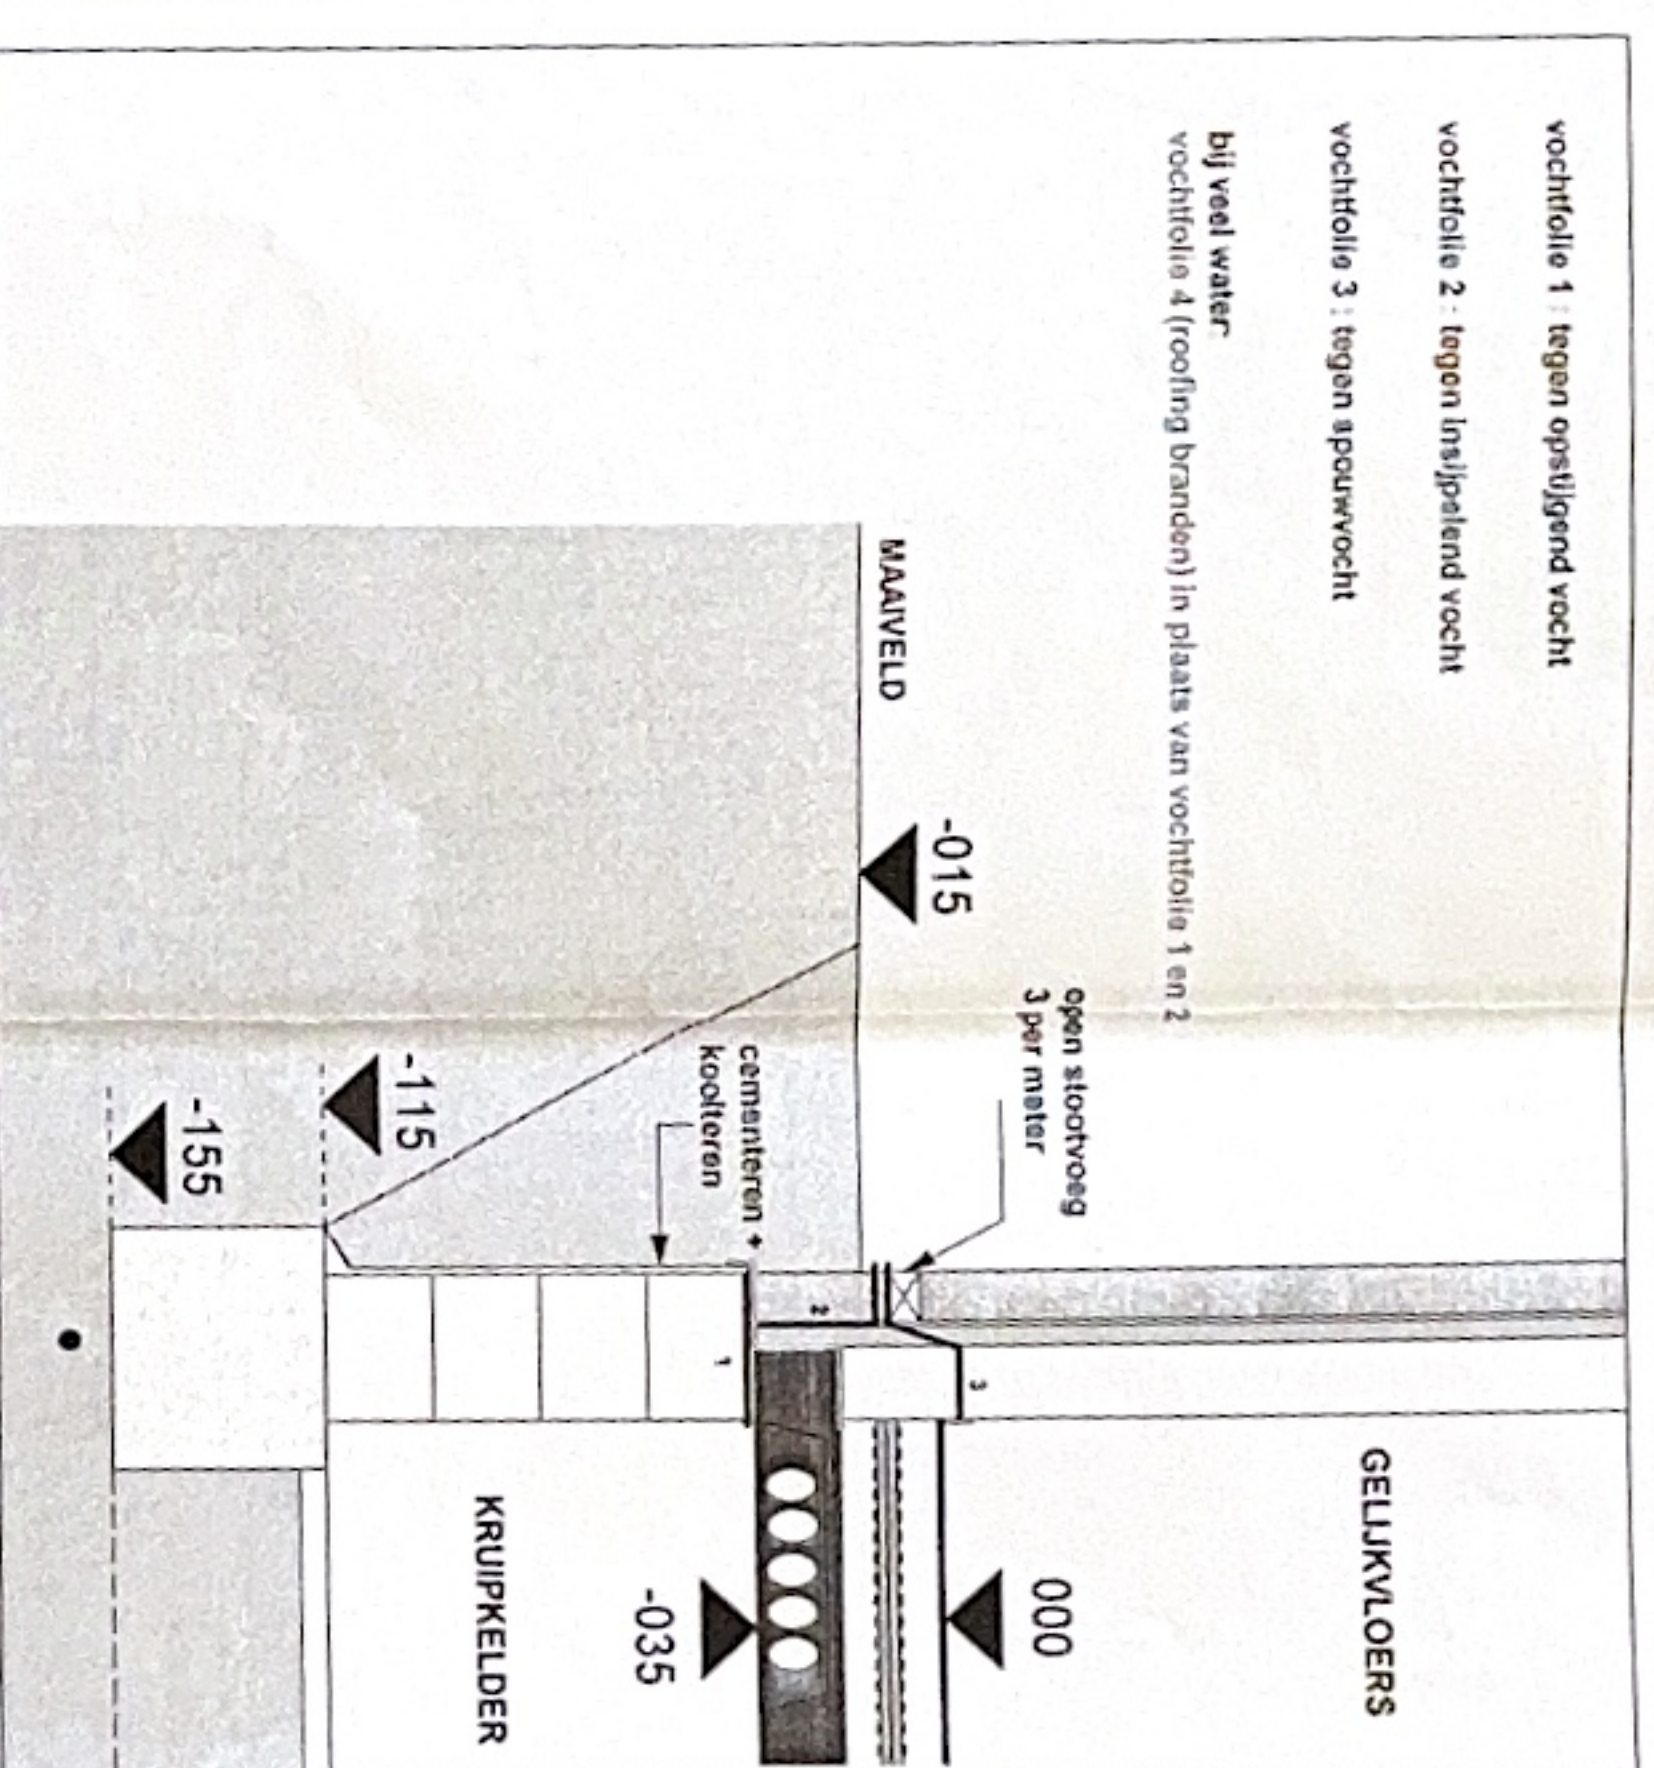 vochtfolie 1 : tegen opstijgend vocht
vochtfolie 2 : tegen insijpelend vocht
vochtfolie 3 : tegen spouwvocht
bij veel water:
vochtfolie 4 (roofing branden) in plaats van vochtfolie 1 en 2
open stootvoeg
3 per meter
GELIJKVLOERS
MAAIVELD
-015
000
3
2
1
cementeren +
koolteren
-035
KRUIPKELDER
-115
-155